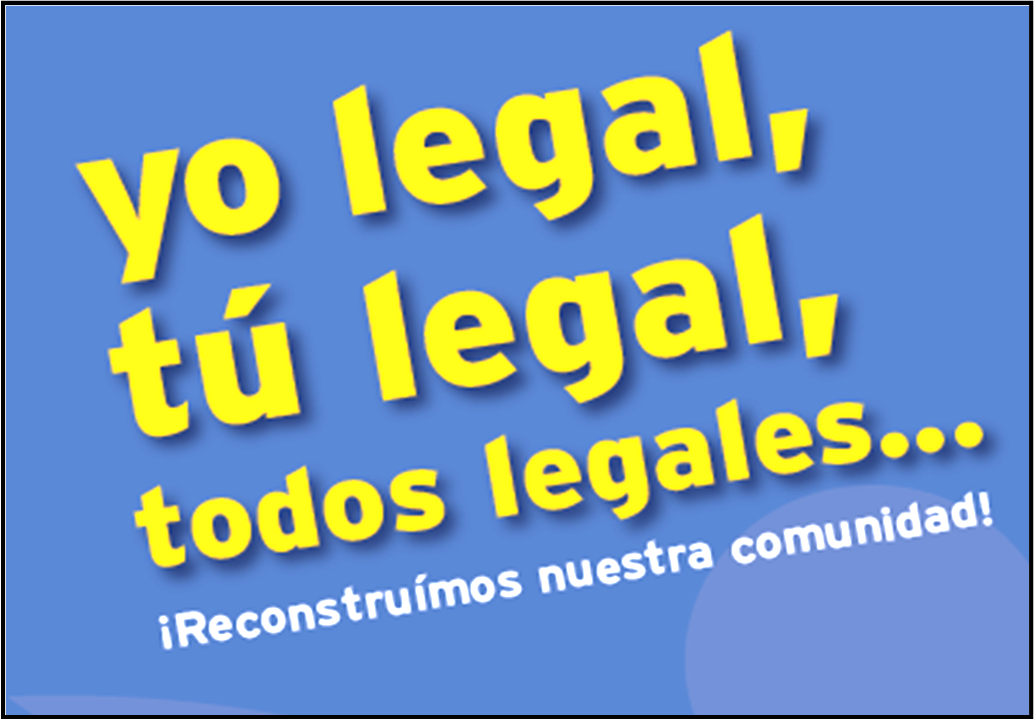 yo legal,
tú legal,
todos legales...
¡Reconstruímos nuestra comunidad!